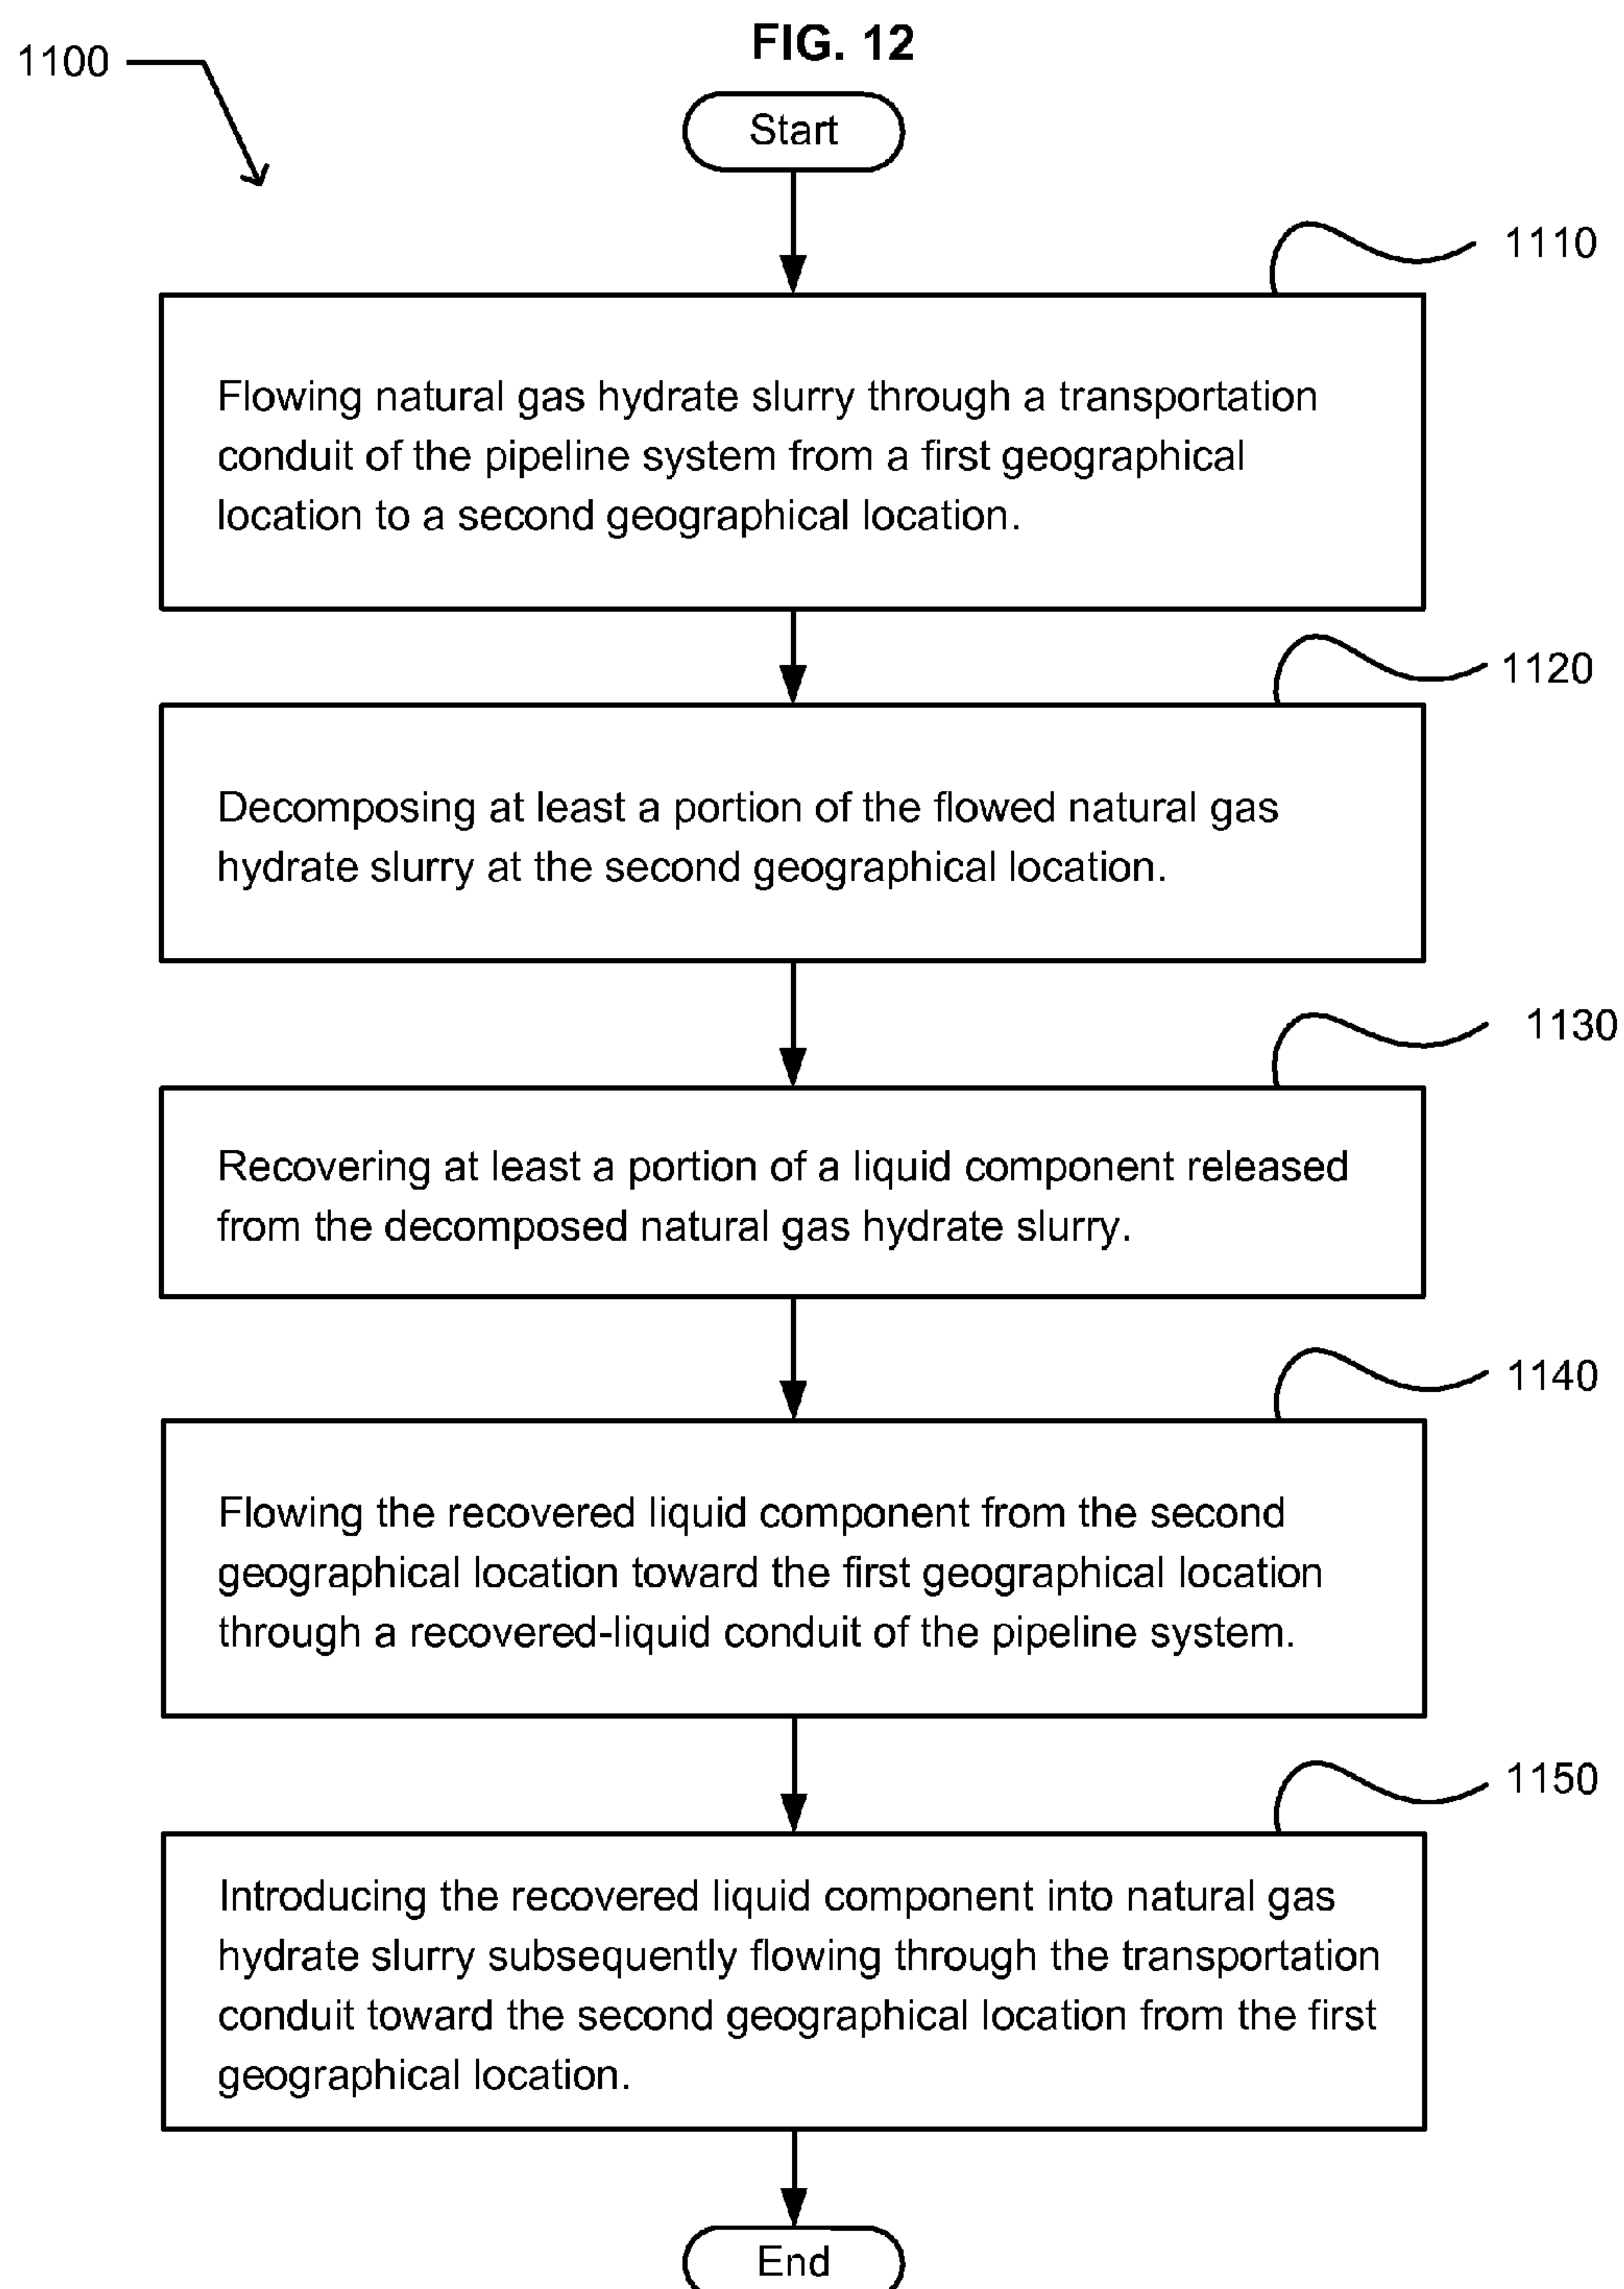 FIG. 12
1100
Start
1110
Flowing natural gas hydrate slurry through a transportation
conduit of the pipeline system from a first geographical
location to a second geographical location.
1120
Decomposing at least a portion of the flowed natural gas
hydrate slurry at the second geographical location.
1130
Recovering at least a portion of a liquid component released
from the decomposed natural gas hydrate slurry.
1140
Flowing the recovered liquid component from the second
geographical location toward the first geographical location
through a recovered-liquid conduit of the pipeline system.
1150
Introducing the recovered liquid component into natural gas
hydrate slurry subsequently flowing through the transportation
conduit toward the second geographical location from the first
geographical location.
End